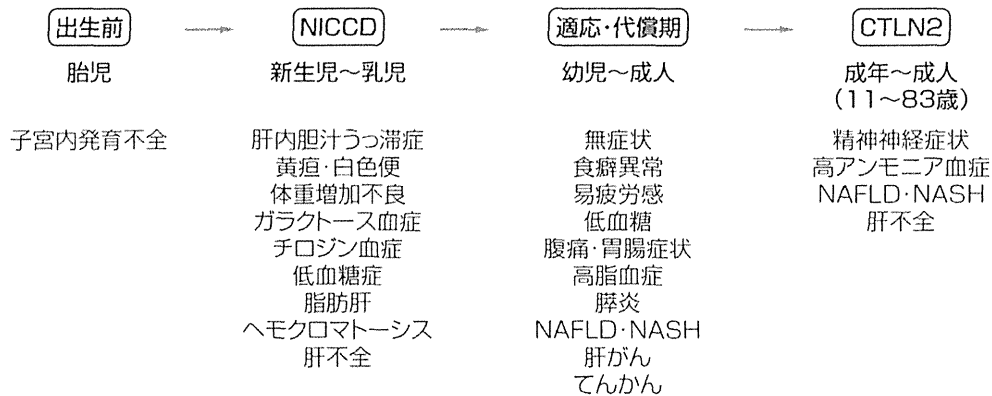 出生前
胎児
子宮内発育不全
NICCD
新生児〜乳児
肝内胆汁うっ滞症
黄疸・白色便
体重増加不良
ガラクトース血症
チロジン血症
低血糖症
脂肪肝
ヘモクロマトーシス
肝不全
適応・代償期
幼児〜成人
無症状
食癖異常
易疲労感
低血糖
腹痛・胃腸症状
高脂血症
膵炎
NAFLD・NASH
肝がん
てんかん
CTLN2
成年〜成人
（11〜83歳）
精神神経症状
高アンモニア血症
NAFLD・NASH
肝不全